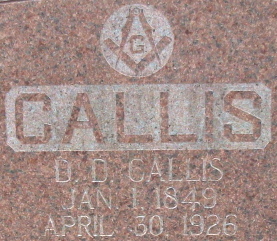 G
CALLIS
D. D. CALLIS
JAN. 1, 1849
APRIL 30, 1926